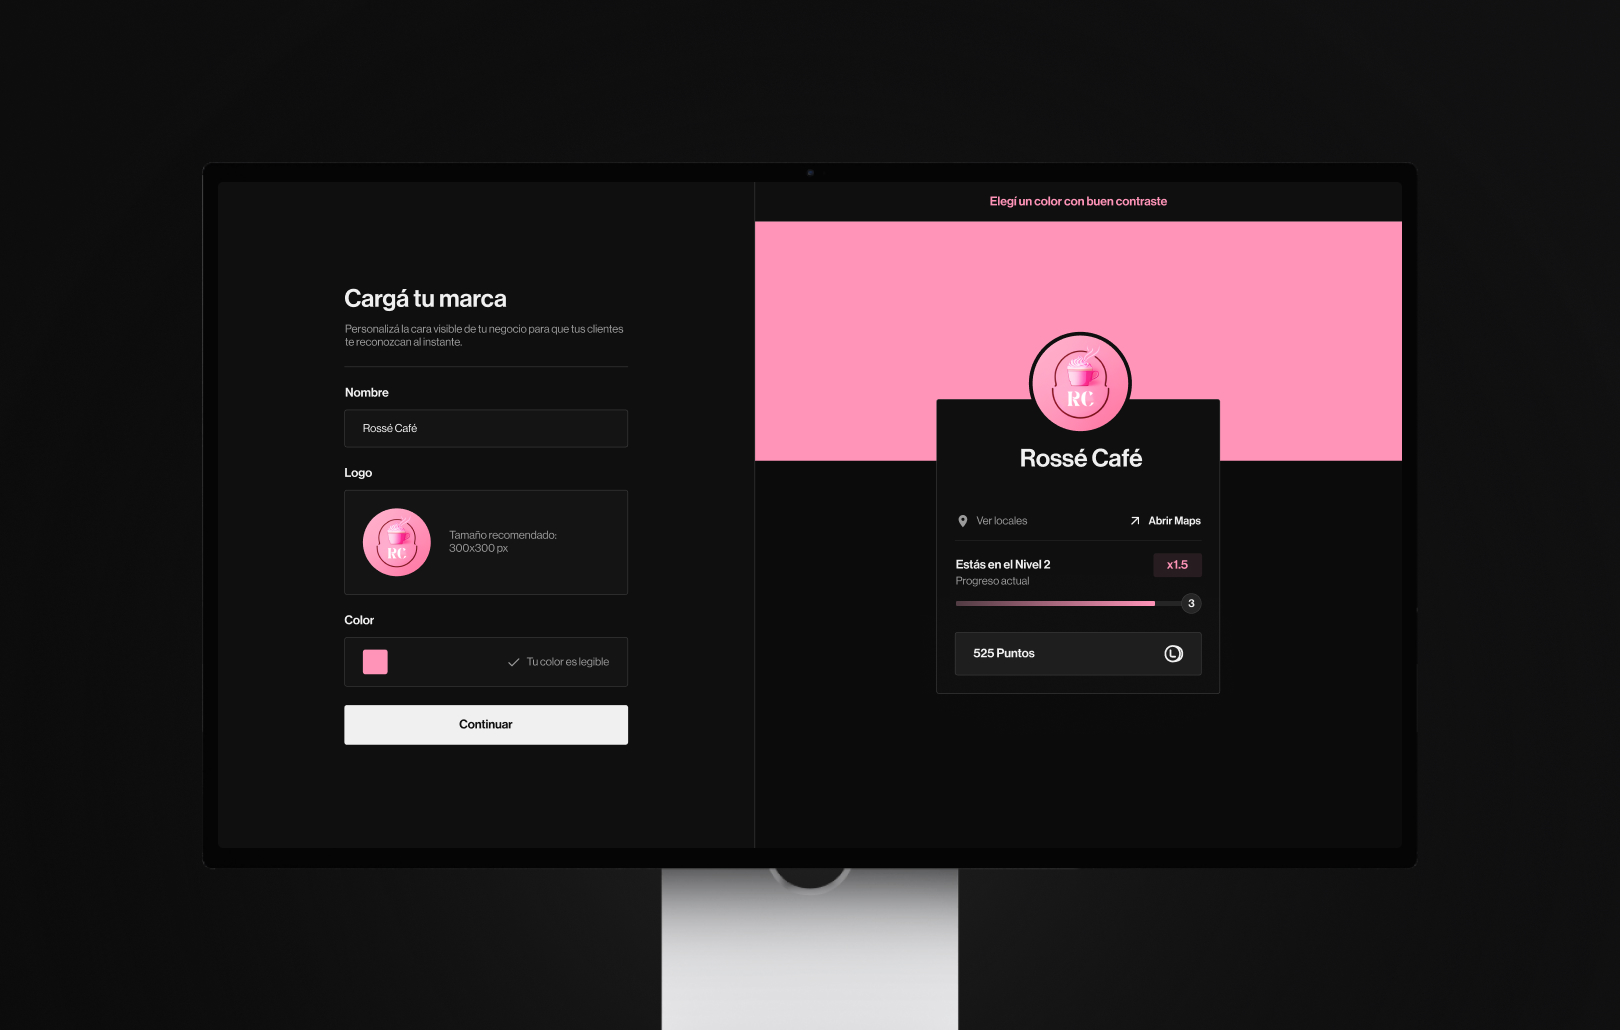 Cargá tu marca
Personalizá la cara visible de tu negocio para que tus clientes
te reconozcan al instante.
Nombre
Rossé Café
Logo
RC
Tamaño recomendado:
300x300 px
Color
Tu color es legible
Continuar
Elegí un color con buen contraste
RC
Rossé Café
Ver locales
Abrir Maps
Estás en el Nivel 2
x1.5
Progreso actual
3
525 Puntos
L